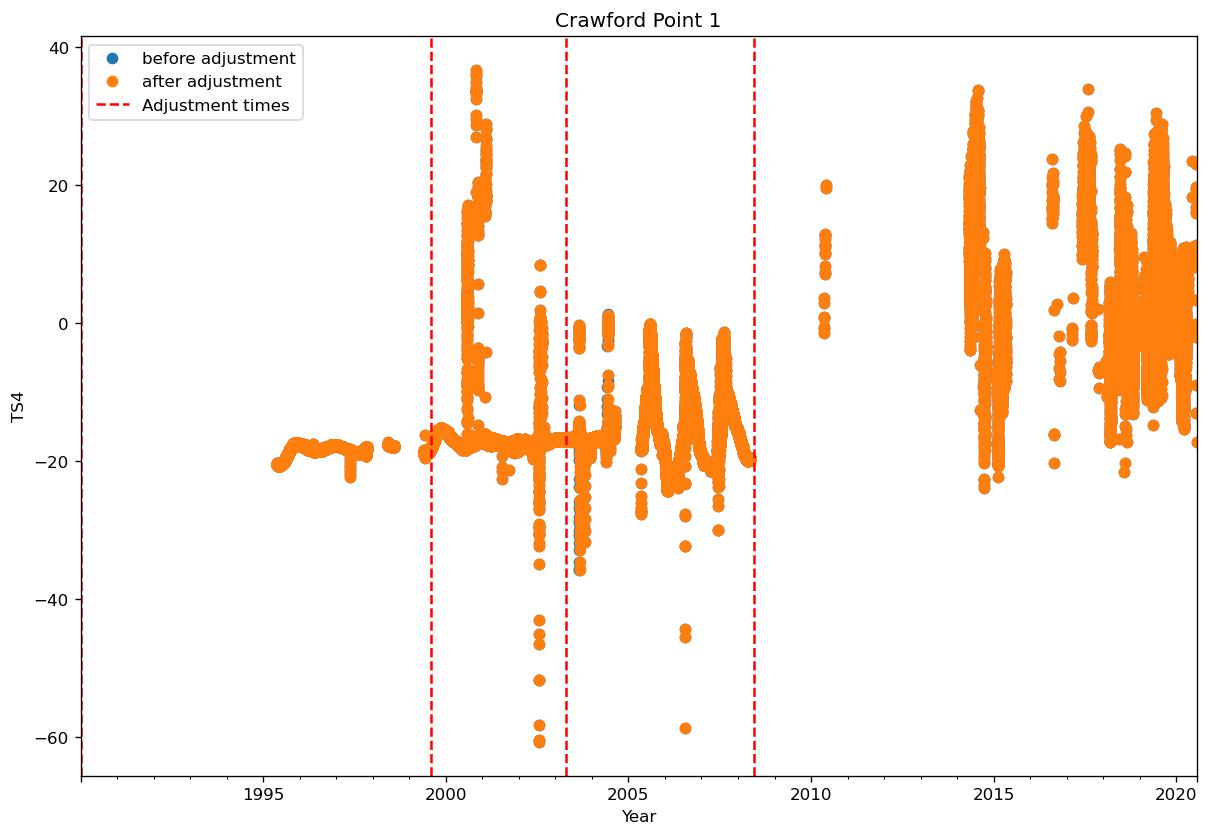 Crawford Point 1
before adjustment
after adjustment
Adjustment times
40
20
0
−20
−40
−60
TS4
1995 2000 2005 2010 2015 2020
Year